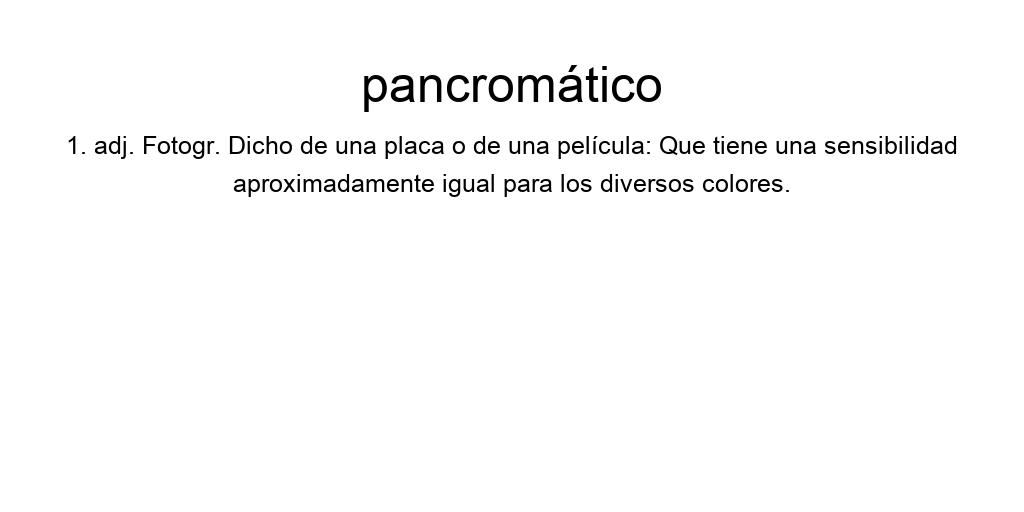 pancromático
1. adj. Fotogr. Dicho de una placa o de una película: Que tiene una sensibilidad
aproximadamente igual para los diversos colores.